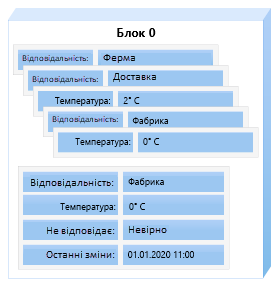 Блок 0
Відповідальність: Ферма
Відповідальність: Доставка
Температура: 2° C
Відповідальність: Фабрика
Температура: 0° C
Відповідальність: Фабрика
Температура: 0° C
Не відповідає: Невірно
Останні зміни: 01.01.2020 11:00